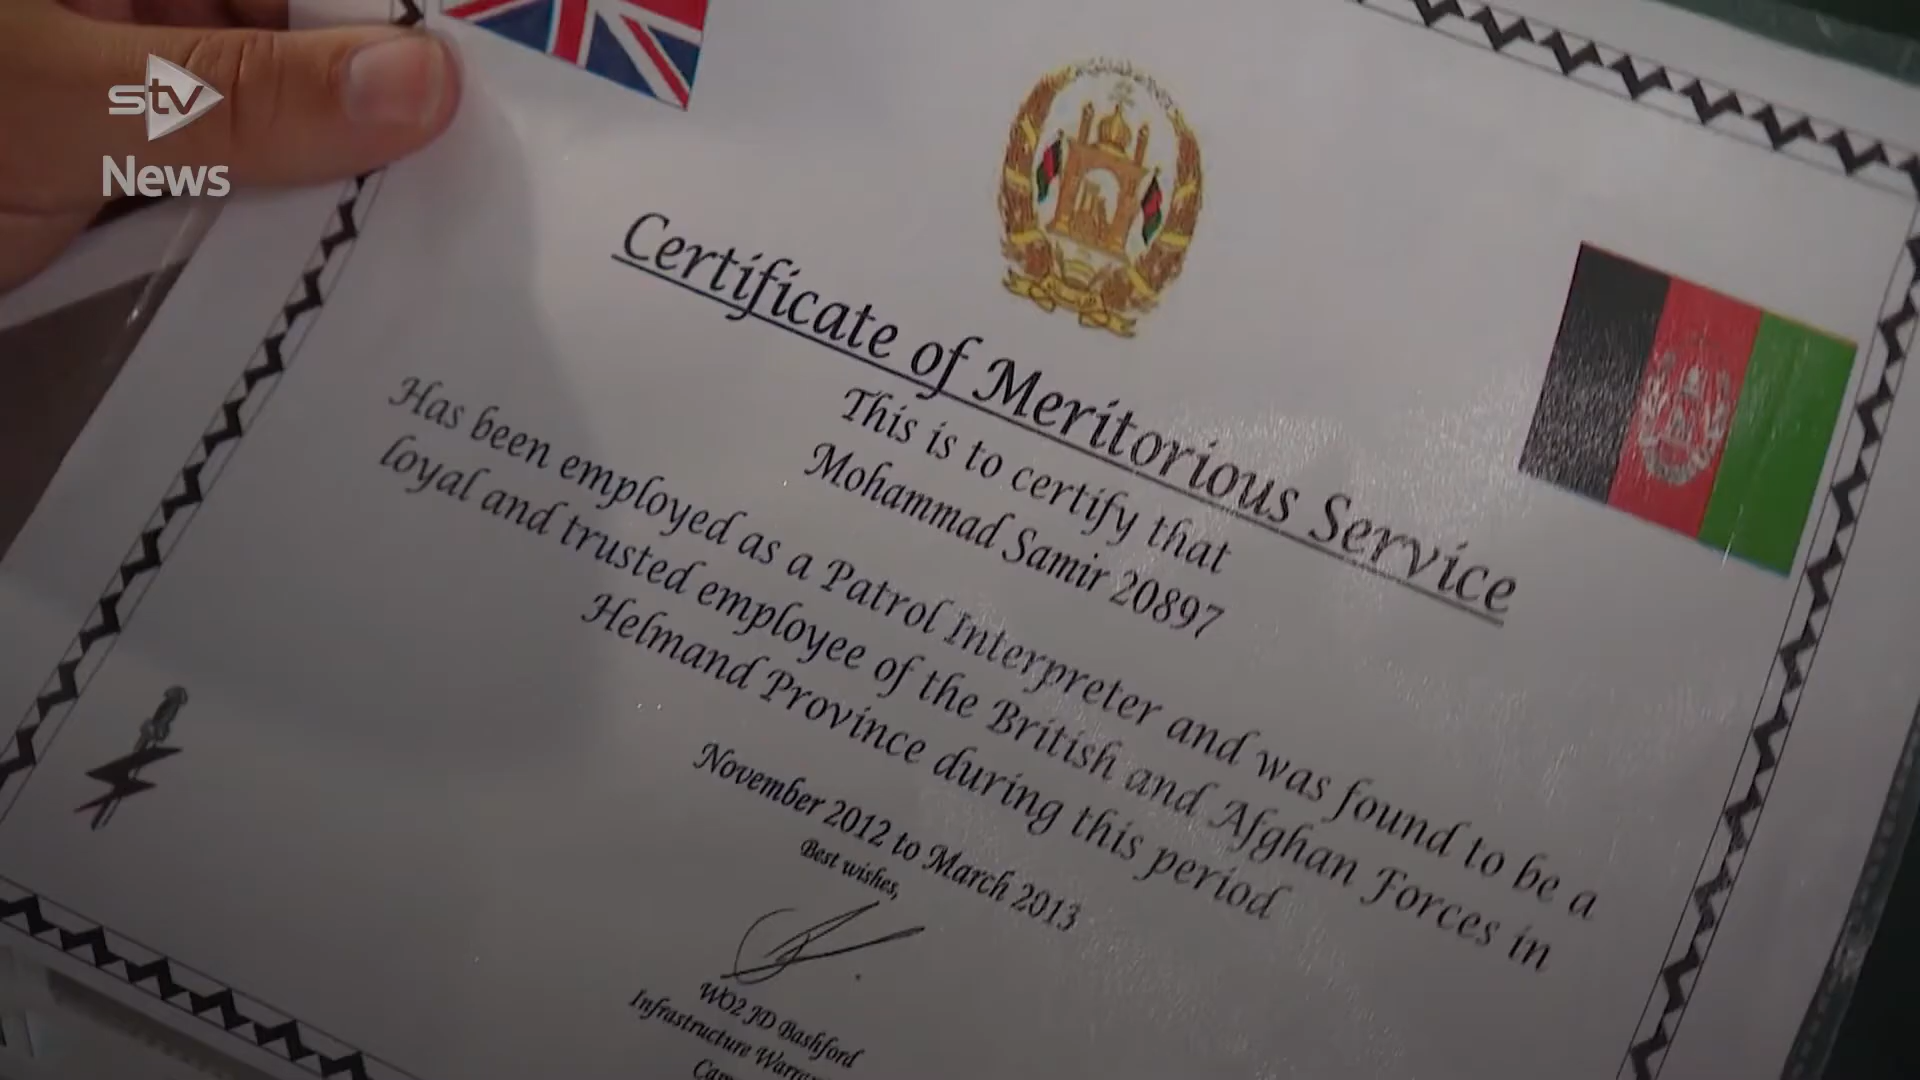 stv
News
Certificate of Meritorious Service
This is to certify that
Mohammad Samir 20897
Has been employed as a Patrol Interpreter and was found to be a
loyal and trusted employee of the British and Afghan Forces in
Helmand Province during this period
November 2012 to March 2013
Best wishes,
WO2 JD Bashford
Infrastructure